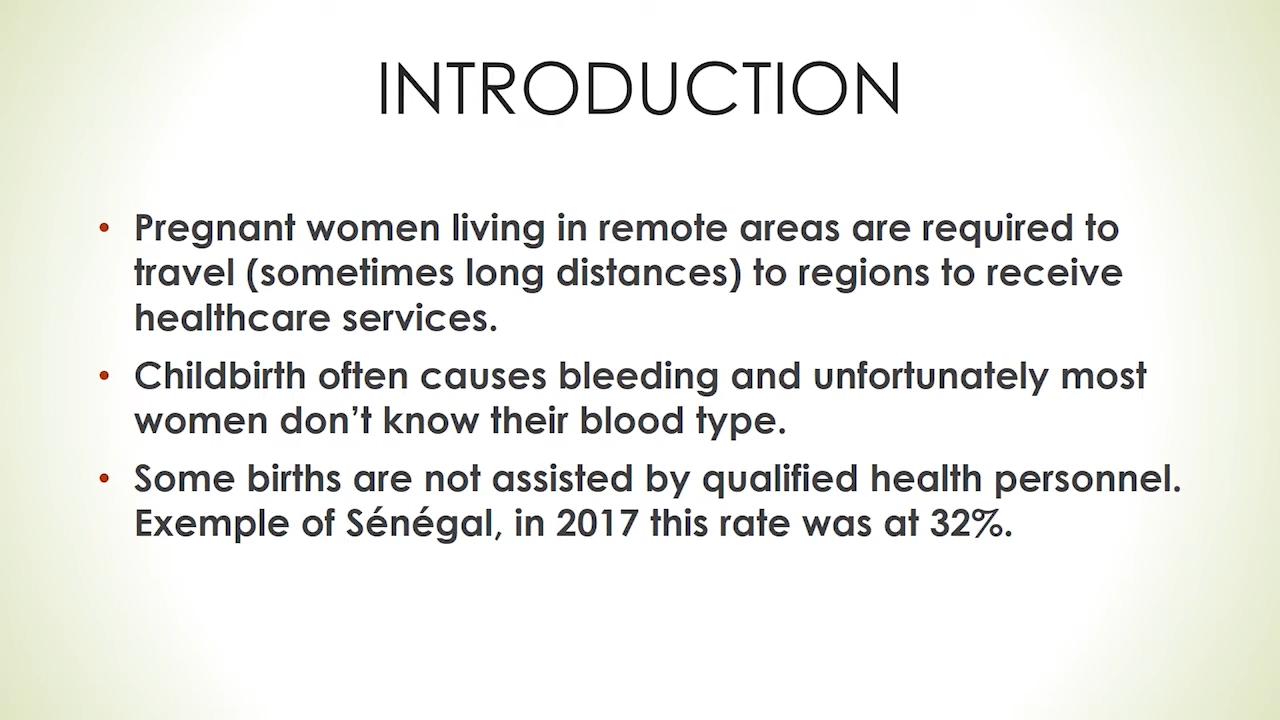 INTRODUCTION
• Pregnant women living in remote areas are required to
travel (sometimes long distances) to regions to receive
healthcare services.
• Childbirth often causes bleeding and unfortunately most
women don’t know their blood type.
• Some births are not assisted by qualified health personnel.
Exemple of Sénégal, in 2017 this rate was at 32%.